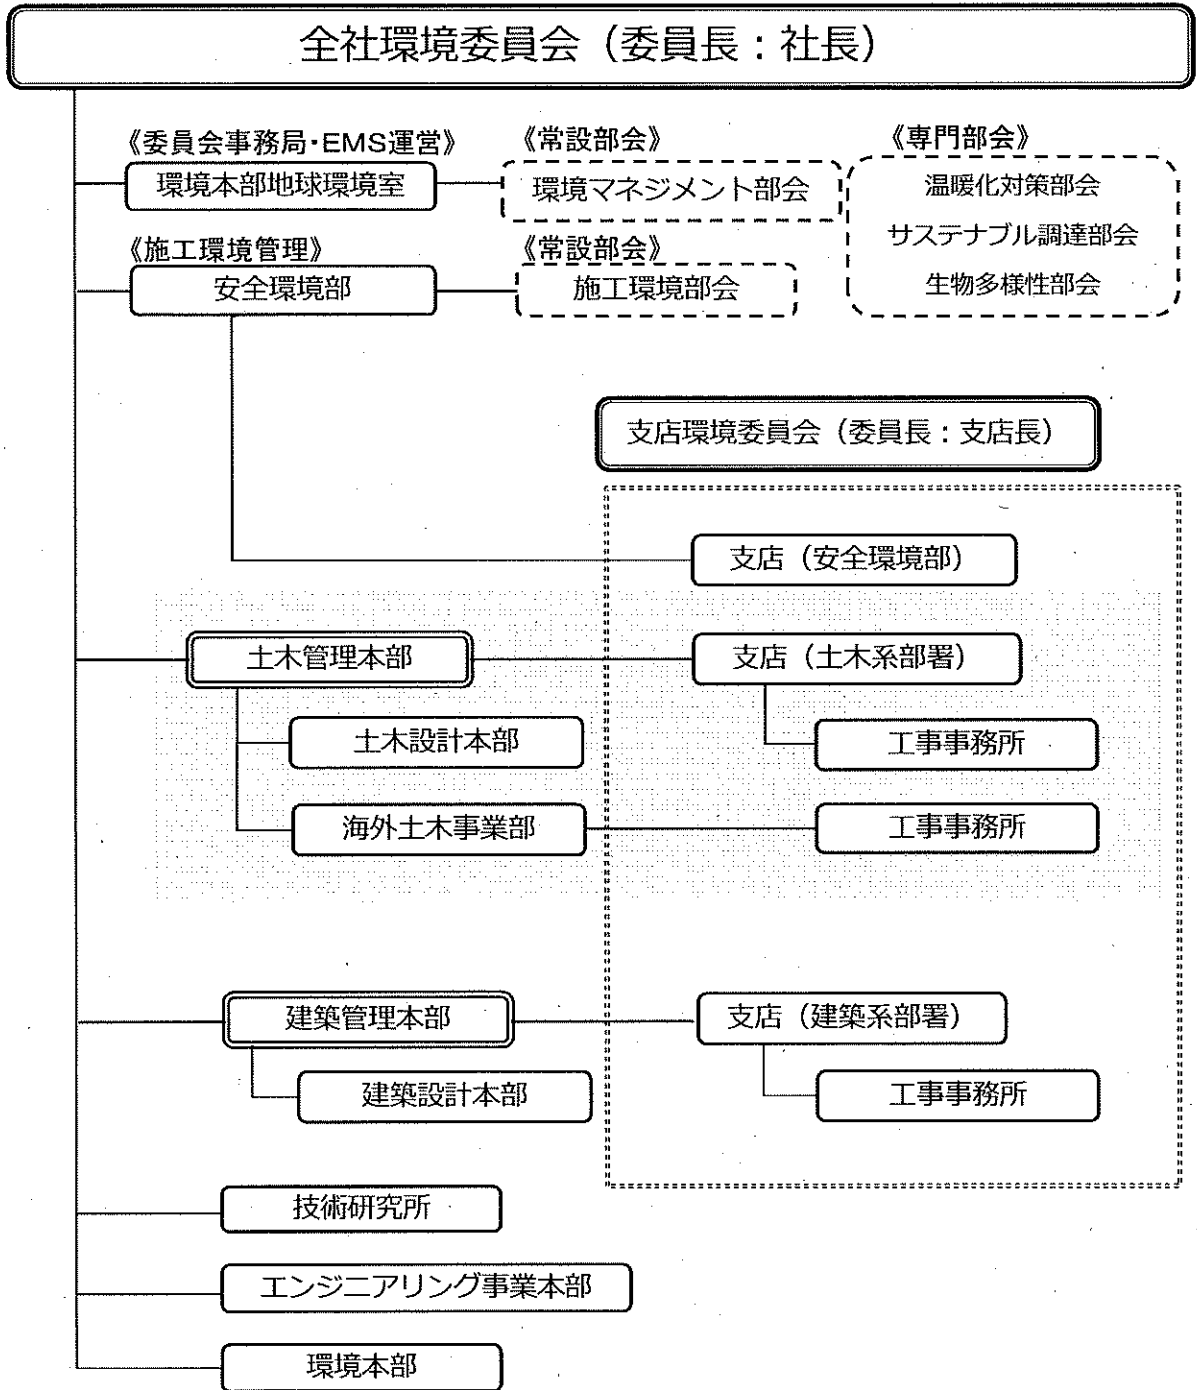 全社環境委員会（委員長：社長）
《委員会事務局・EMS運営》
《常設部会》
《専門部会》
環境本部地球環境室
環境マネジメント部会
温暖化対策部会
サステナブル調達部会
生物多様性部会
《施工環境管理》
《常設部会》
安全環境部
施工環境部会
支店環境委員会（委員長：支店長）
支店（安全環境部）
土木管理本部
支店（土木系部署）
土木設計本部
工事事務所
海外土木事業部
工事事務所
建築管理本部
支店（建築系部署）
建築設計本部
工事事務所
技術研究所
エンジニアリング事業本部
環境本部